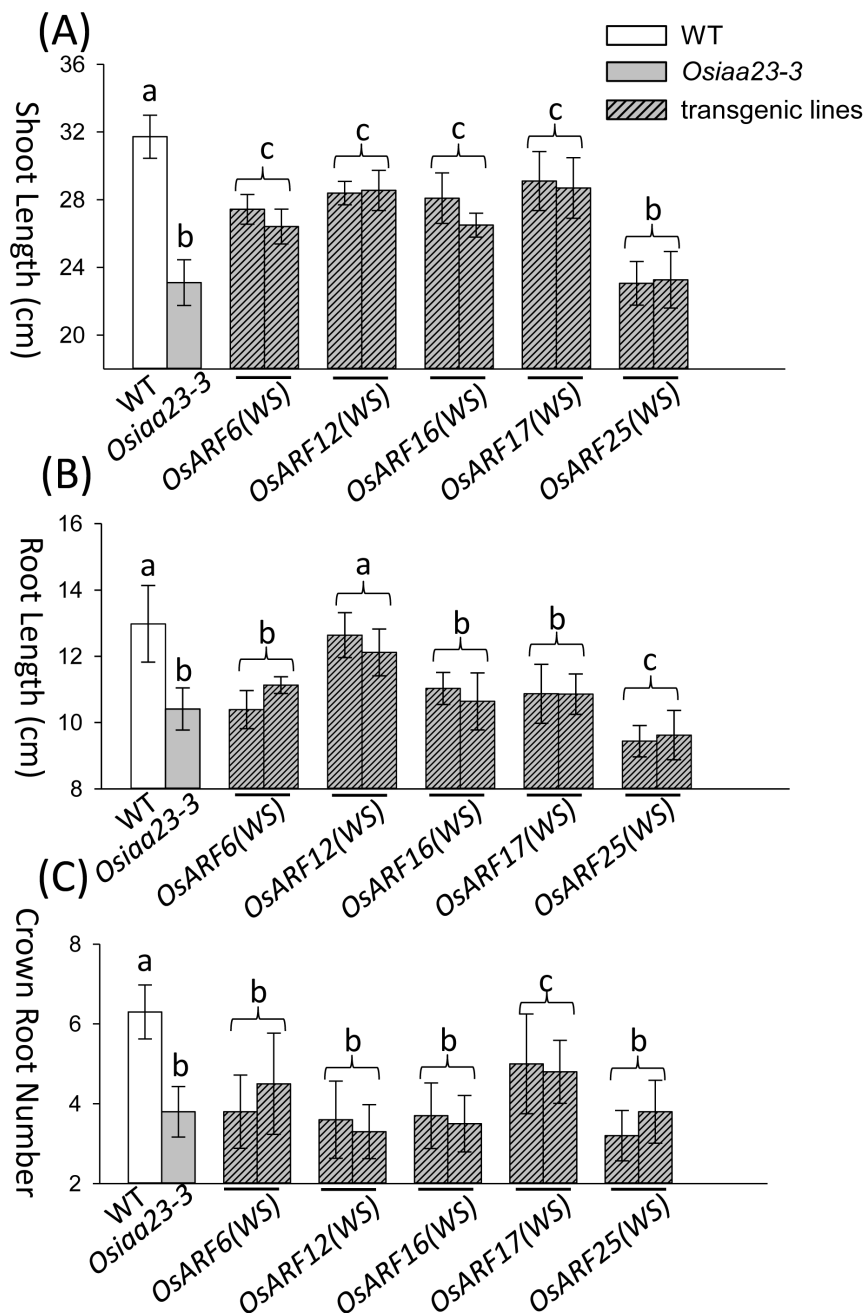 (A)
WT
Osiaa23-3
transgenic lines
Shoot Length (cm)
36
32
28
24
20
a
b
c
c
c
c
b
WT
Osiaa23-3
OsARF6(WS)
OsARF12(WS)
OsARF16(WS)
OsARF17(WS)
OsARF25(WS)
(B)
Root Length (cm)
16
14
12
10
8
a
b
b
a
b
b
c
WT
Osiaa23-3
OsARF6(WS)
OsARF12(WS)
OsARF16(WS)
OsARF17(WS)
OsARF25(WS)
(C)
Crown Root Number
8
6
4
2
a
b
b
b
b
c
b
WT
Osiaa23-3
OsARF6(WS)
OsARF12(WS)
OsARF16(WS)
OsARF17(WS)
OsARF25(WS)